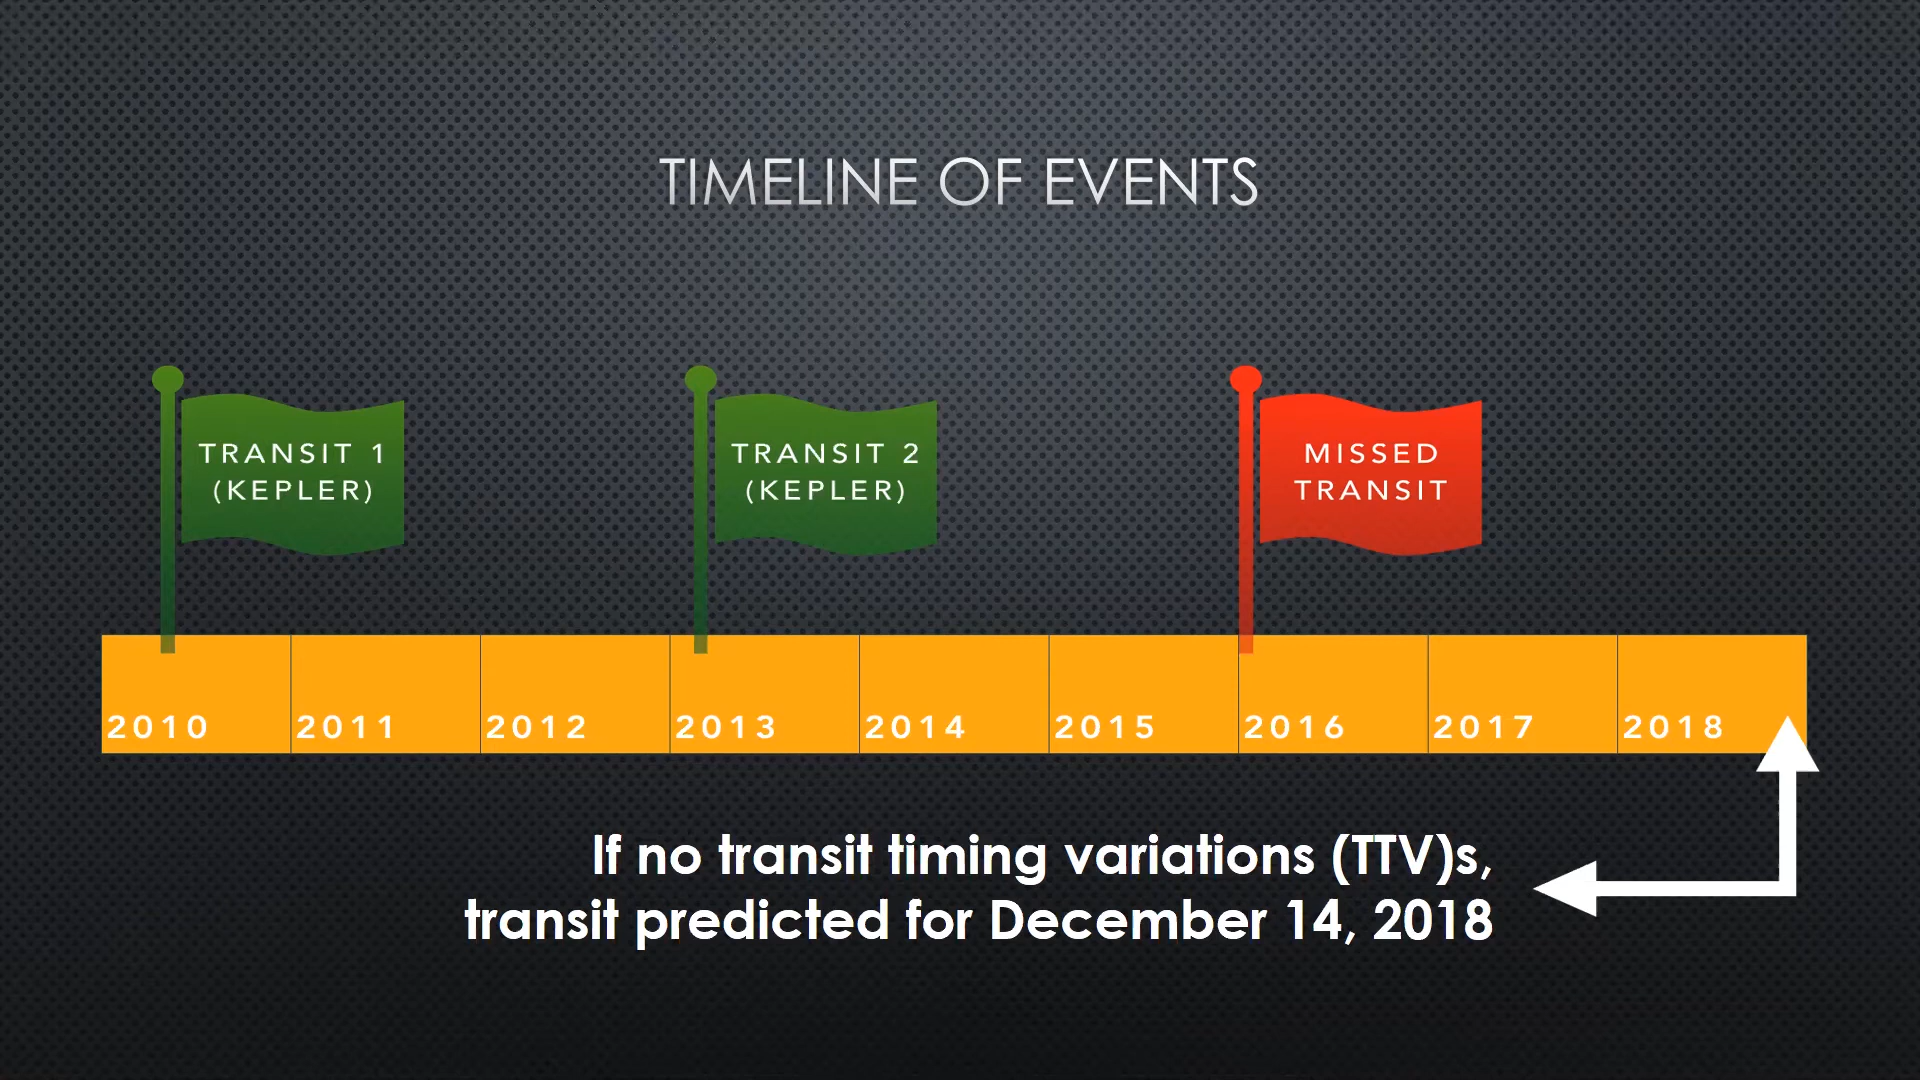 TIMELINE OF EVENTS
TRANSIT 1
(KEPLER)
TRANSIT 2
(KEPLER)
MISSED
TRANSIT
2010 2011 2012 2013 2014 2015 2016 2017 2018
If no transit timing variations (TTV)s,
transit predicted for December 14, 2018